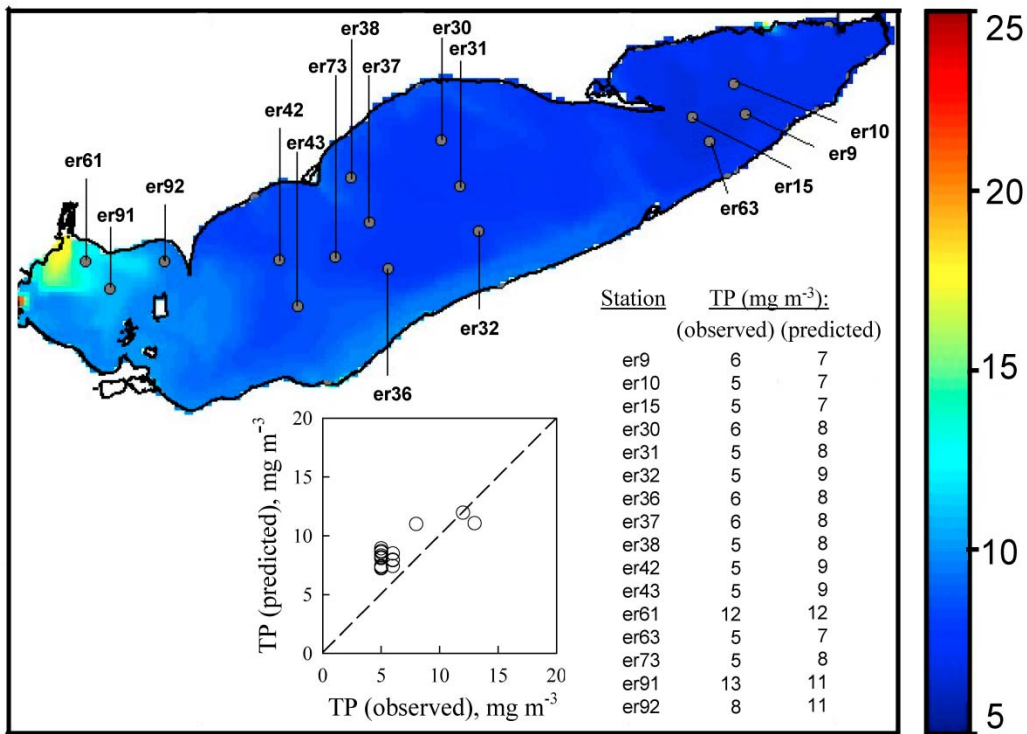 er38
er30
er31
er73
er37
er42
er43
er61
er91
er92
er10
er9
er15
er63
er32
er36
25
20
15
10
5
Station TP (mg m⁻³):
(observed) (predicted)
er9 6 7
er10 5 7
er15 5 7
er30 6 8
er31 5 8
er32 5 9
er36 6 8
er37 6 8
er38 5 8
er42 5 9
er43 5 9
er61 12 12
er63 5 7
er73 5 8
er91 13 11
er92 8 11
TP (predicted), mg m⁻³
20
15
10
5
0
0 5 10 15 20
TP (observed), mg m⁻³